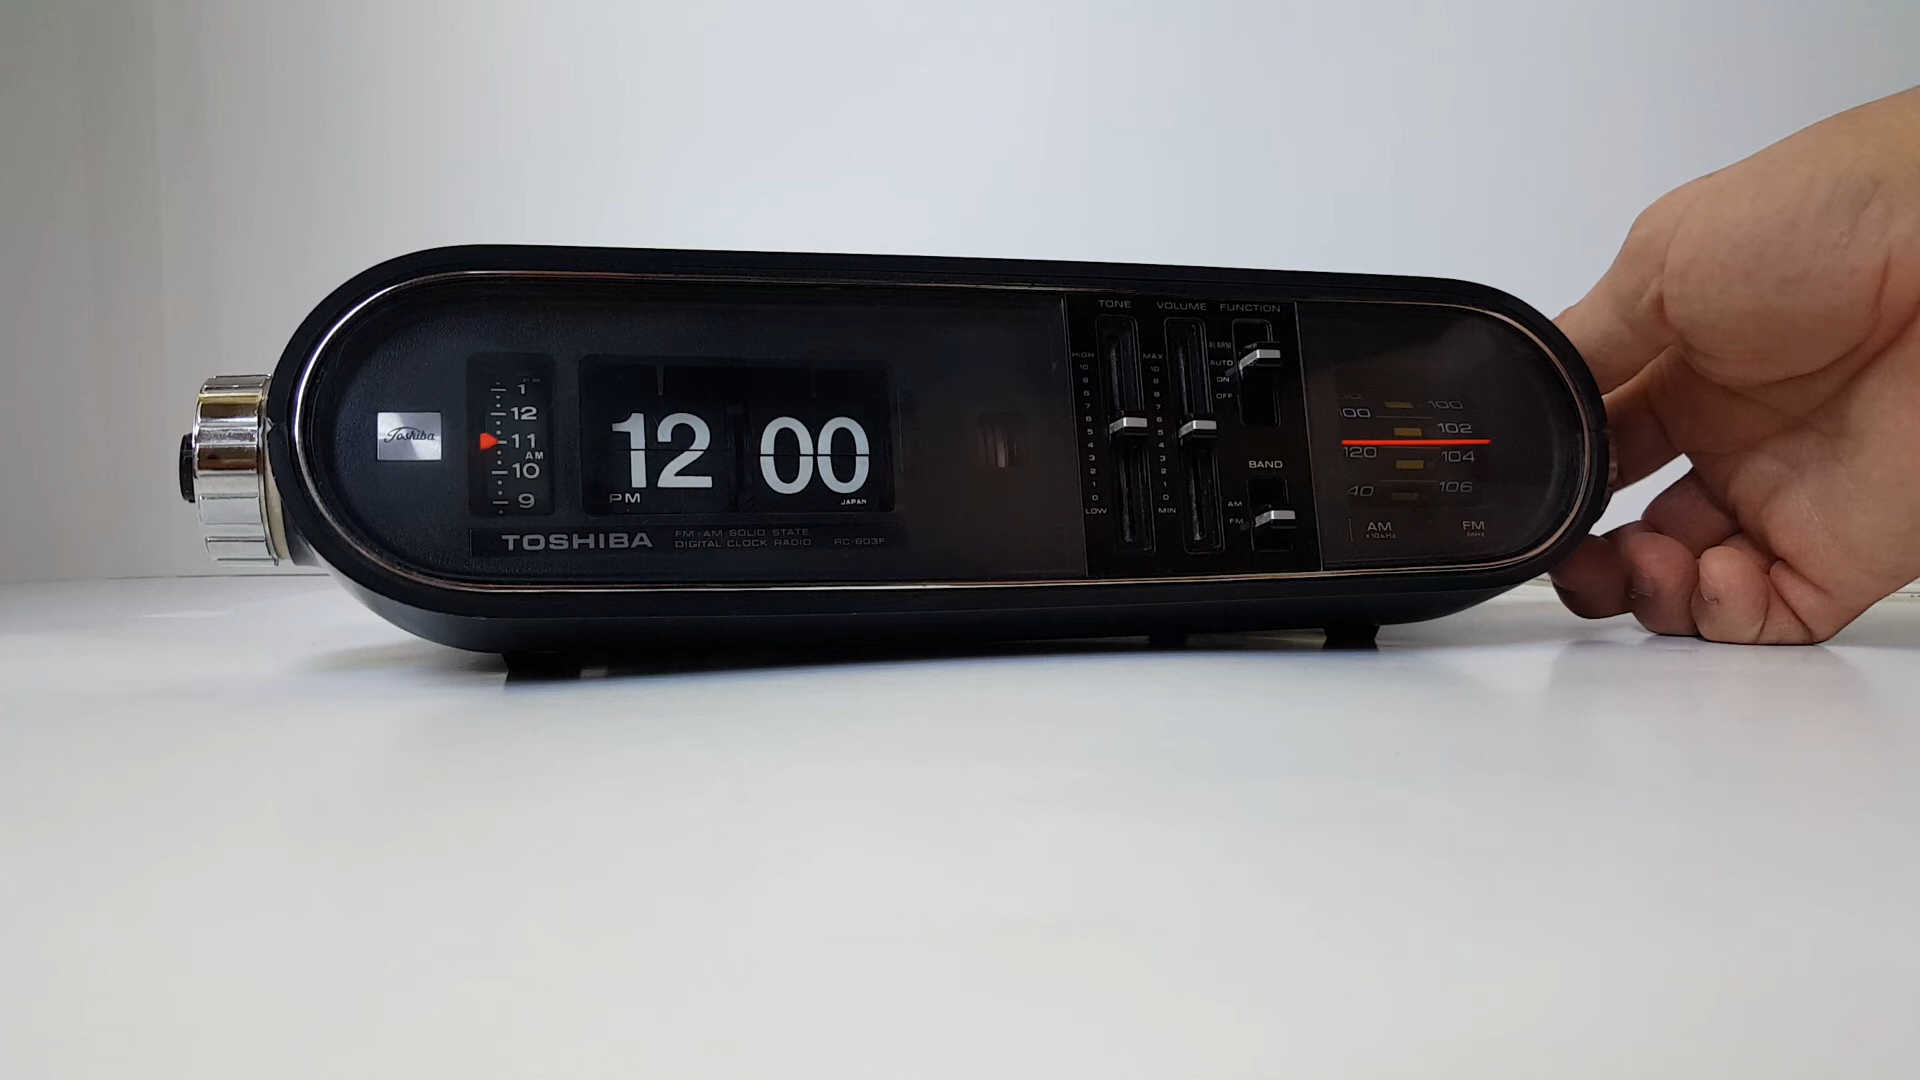 Toshiba
1
12
11
AM
10
9
12 00
PM
JAPAN
TOSHIBA
FM-AM SOLID STATE
DIGITAL CLOCK RADIO RC-803F
TONE VOLUME FUNCTION
HIGH
10
9
8
7
6
5
4
3
2
1
0
LOW
MAX
10
9
8
7
6
5
4
3
2
1
0
MIN
ALARM
AUTO
ON
OFF
BAND
AM
FM
100 100
102
120 104
40 106
AM FM
x10kHz MHz